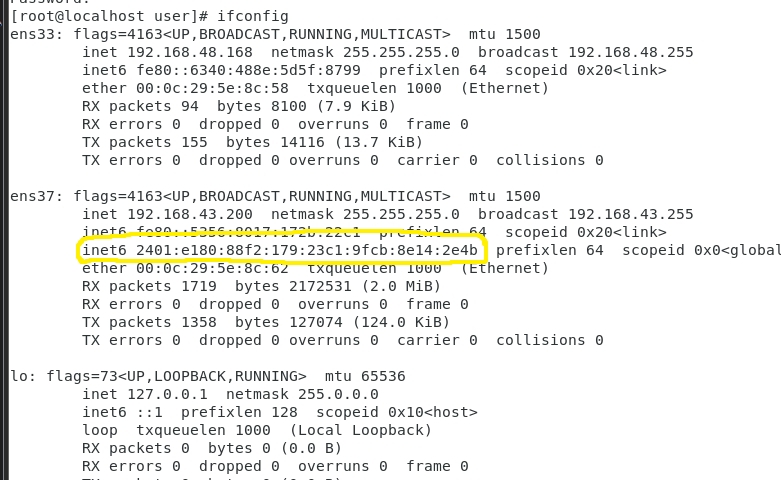 [root@localhost user]# ifconfig
ens33: flags=4163<UP,BROADCAST,RUNNING,MULTICAST>  mtu 1500
inet 192.168.48.168  netmask 255.255.255.0  broadcast 192.168.48.255
inet6 fe80::6340:488e:5d5f:8799  prefixlen 64  scopeid 0x20<link>
ether 00:0c:29:5e:8c:58  txqueuelen 1000  (Ethernet)
RX packets 94  bytes 8100 (7.9 KiB)
RX errors 0  dropped 0  overruns 0  frame 0
TX packets 155  bytes 14116 (13.7 KiB)
TX errors 0  dropped 0 overruns 0  carrier 0  collisions 0
ens37: flags=4163<UP,BROADCAST,RUNNING,MULTICAST>  mtu 1500
inet 192.168.43.200  netmask 255.255.255.0  broadcast 192.168.43.255
inet6 prefixlen 64  scopeid 0x20<link>
inet6 2401:e180:88f2:179:23c1:9fcb:8e14:2e4b  prefixlen 64  scopeid 0x0<global
ether 00:0c:29:5e:8c:62  txqueuelen 1000  (Ethernet)
RX packets 1719  bytes 2172531 (2.0 MiB)
RX errors 0  dropped 0  overruns 0  frame 0
TX packets 1358  bytes 127074 (124.0 KiB)
TX errors 0  dropped 0 overruns 0  carrier 0  collisions 0
lo: flags=73<UP,LOOPBACK,RUNNING>  mtu 65536
inet 127.0.0.1  netmask 255.0.0.0
inet6 ::1  prefixlen 128  scopeid 0x10<host>
loop  txqueuelen 1000  (Local Loopback)
RX packets 0  bytes 0 (0.0 B)
RX errors 0  dropped 0  overruns 0  frame 0